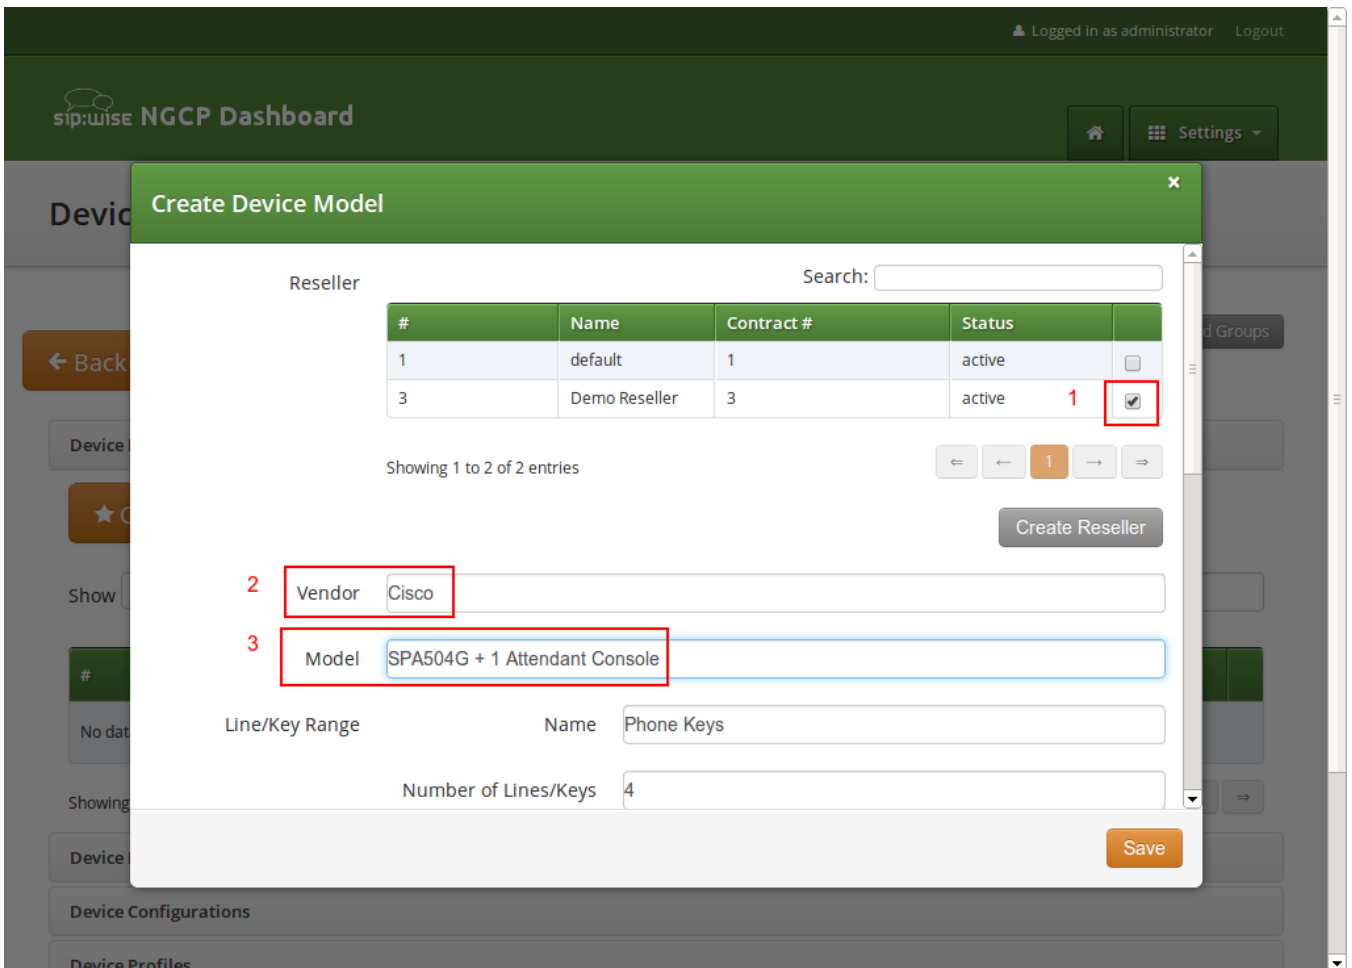 Logged in as administrator Logout
sip:wise NGCP Dashboard
Settings
Devic
Create Device Model
×
Reseller
Search:
# Name Contract # Status
d Groups
Back
1 default 1 active
3 Demo Reseller 3 active 1
Device
Showing 1 to 2 of 2 entries
⇐ ← 1 → ⇒
Create Reseller
2
Vendor Cisco
Show
3
Model SPA504G + 1 Attendant Console
#
Line/Key Range Name Phone Keys
No dat
Number of Lines/Keys 4
Showing ⇒
Save
Device
Device Configurations
Device Profiles